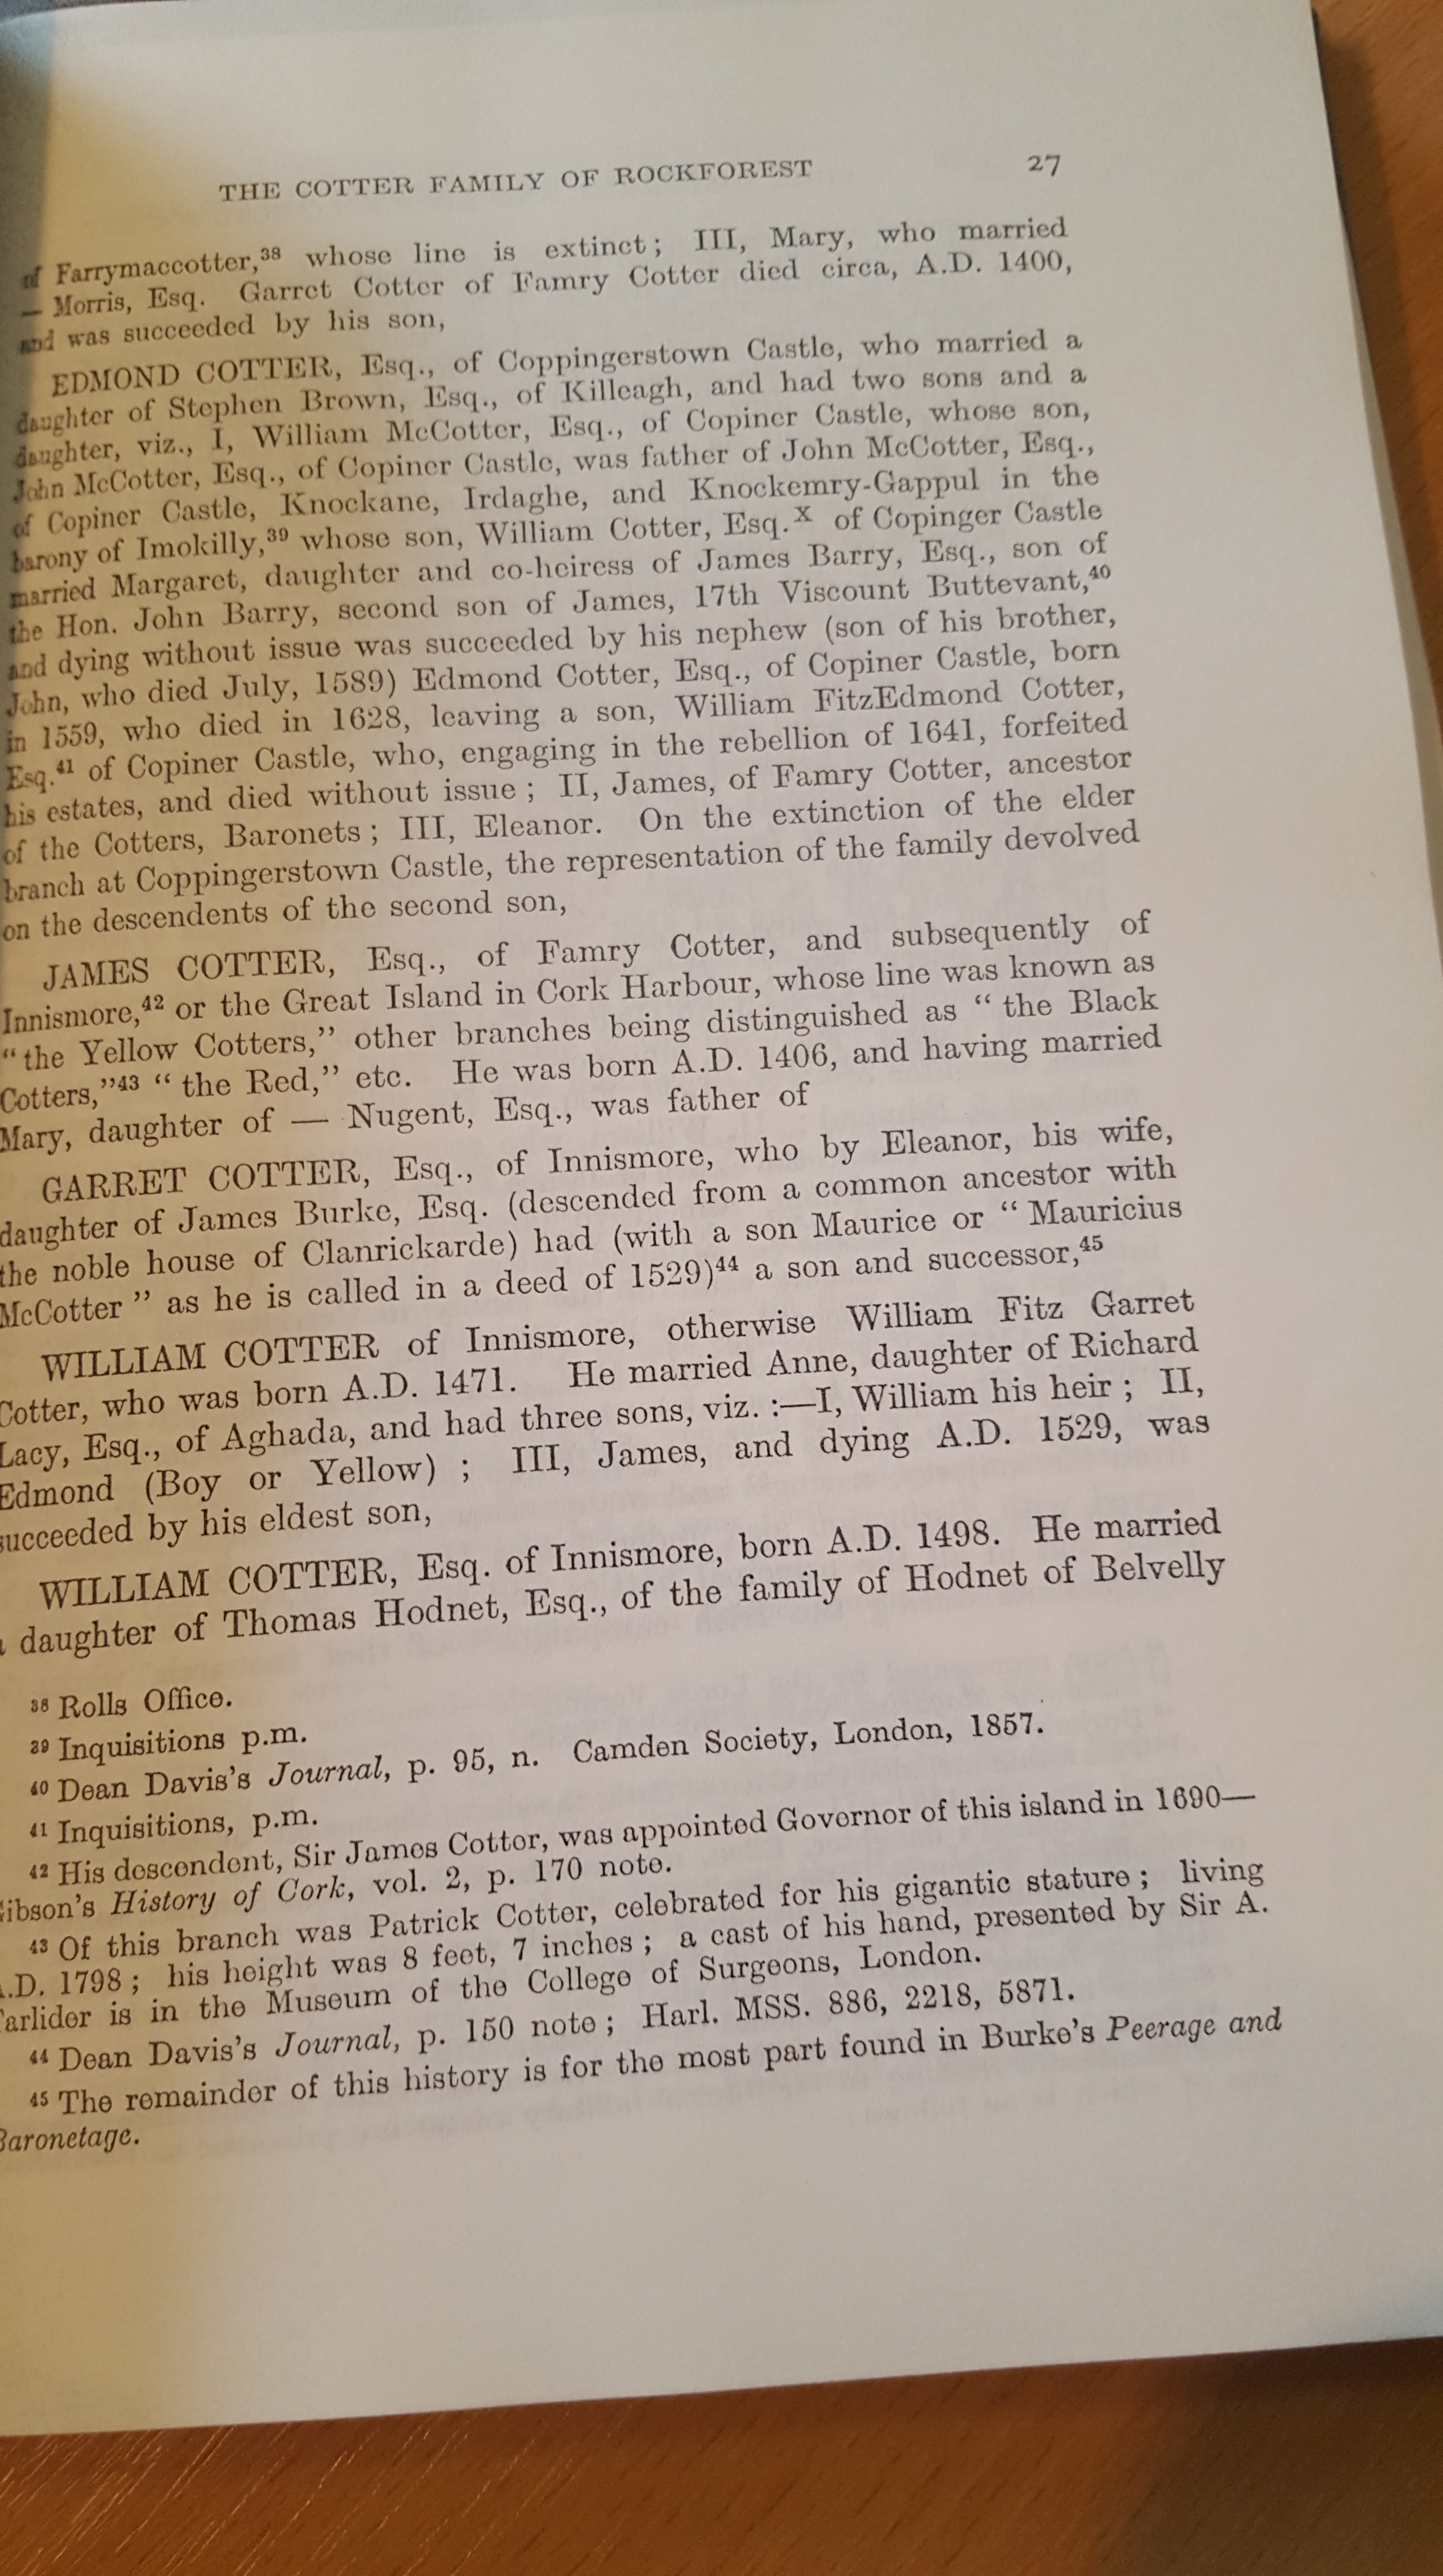 THE COTTER FAMILY OF ROCKFOREST 27
of Farrymaccotter,³⁸ whose line is extinct; III, Mary, who married
— Morris, Esq. Garret Cotter of Famry Cotter died circa, A.D. 1400,
and was succeeded by his son,
EDMOND COTTER, Esq., of Coppingerstown Castle, who married a
daughter of Stephen Brown, Esq., of Killeagh, and had two sons and a
daughter, viz., I, William McCotter, Esq., of Copiner Castle, whose son,
John McCotter, Esq., of Copiner Castle, was father of John McCotter, Esq.,
of Copiner Castle, Knockane, Irdaghe, and Knockemry-Gappul in the
barony of Imokilly,³⁹ whose son, William Cotter, Esq.ˣ of Copinger Castle
married Margaret, daughter and co-heiress of James Barry, Esq., son of
the Hon. John Barry, second son of James, 17th Viscount Buttevant,⁴⁰
and dying without issue was succeeded by his nephew (son of his brother,
John, who died July, 1589) Edmond Cotter, Esq., of Copiner Castle, born
in 1559, who died in 1628, leaving a son, William FitzEdmond Cotter,
Esq.⁴¹ of Copiner Castle, who, engaging in the rebellion of 1641, forfeited
his estates, and died without issue; II, James, of Famry Cotter, ancestor
of the Cotters, Baronets; III, Eleanor. On the extinction of the elder
branch at Coppingerstown Castle, the representation of the family devolved
on the descendents of the second son,
JAMES COTTER, Esq., of Famry Cotter, and subsequently of
Innismore,⁴² or the Great Island in Cork Harbour, whose line was known as
“the Yellow Cotters,” other branches being distinguished as “the Black
Cotters,”⁴³ “the Red,” etc. He was born A.D. 1406, and having married
Mary, daughter of — Nugent, Esq., was father of
GARRET COTTER, Esq., of Innismore, who by Eleanor, his wife,
daughter of James Burke, Esq. (descended from a common ancestor with
the noble house of Clanrickarde) had (with a son Maurice or “Mauricius
McCotter” as he is called in a deed of 1529)⁴⁴ a son and successor,⁴⁵
WILLIAM COTTER of Innismore, otherwise William Fitz Garret
Cotter, who was born A.D. 1471. He married Anne, daughter of Richard
Lacy, Esq., of Aghada, and had three sons, viz.:—I, William his heir; II,
Edmond (Boy or Yellow); III, James, and dying A.D. 1529, was
succeeded by his eldest son,
WILLIAM COTTER, Esq. of Innismore, born A.D. 1498. He married
a daughter of Thomas Hodnet, Esq., of the family of Hodnet of Belvelly
³⁸ Rolls Office.
³⁹ Inquisitions p.m.
⁴⁰ Dean Davis's Journal, p. 95, n. Camden Society, London, 1857.
⁴¹ Inquisitions, p.m.
⁴² His descendent, Sir James Cotter, was appointed Governor of this island in 1690—
Gibson's History of Cork, vol. 2, p. 170 note.
⁴³ Of this branch was Patrick Cotter, celebrated for his gigantic stature; living
A.D. 1798; his height was 8 feet, 7 inches; a cast of his hand, presented by Sir A.
arlider is in the Museum of the College of Surgeons, London.
⁴⁴ Dean Davis's Journal, p. 150 note; Harl. MSS. 886, 2218, 5871.
⁴⁵ The remainder of this history is for the most part found in Burke's Peerage and
Baronetage.